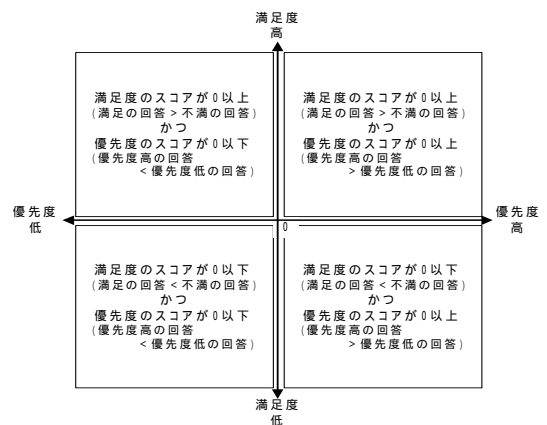 満足度
高
満足度のスコアが0以上
(満足の回答>不満の回答)
かつ
優先度のスコアが0以下
(優先度高の回答
<優先度低の回答)
満足度のスコアが0以上
(満足の回答>不満の回答)
かつ
優先度のスコアが0以上
(優先度高の回答
>優先度低の回答)
優先度
低
0
優先度
高
満足度のスコアが0以下
(満足の回答<不満の回答)
かつ
優先度のスコアが0以下
(優先度高の回答
<優先度低の回答)
満足度のスコアが0以下
(満足の回答<不満の回答)
かつ
優先度のスコアが0以上
(優先度高の回答
>優先度低の回答)
満足度
低